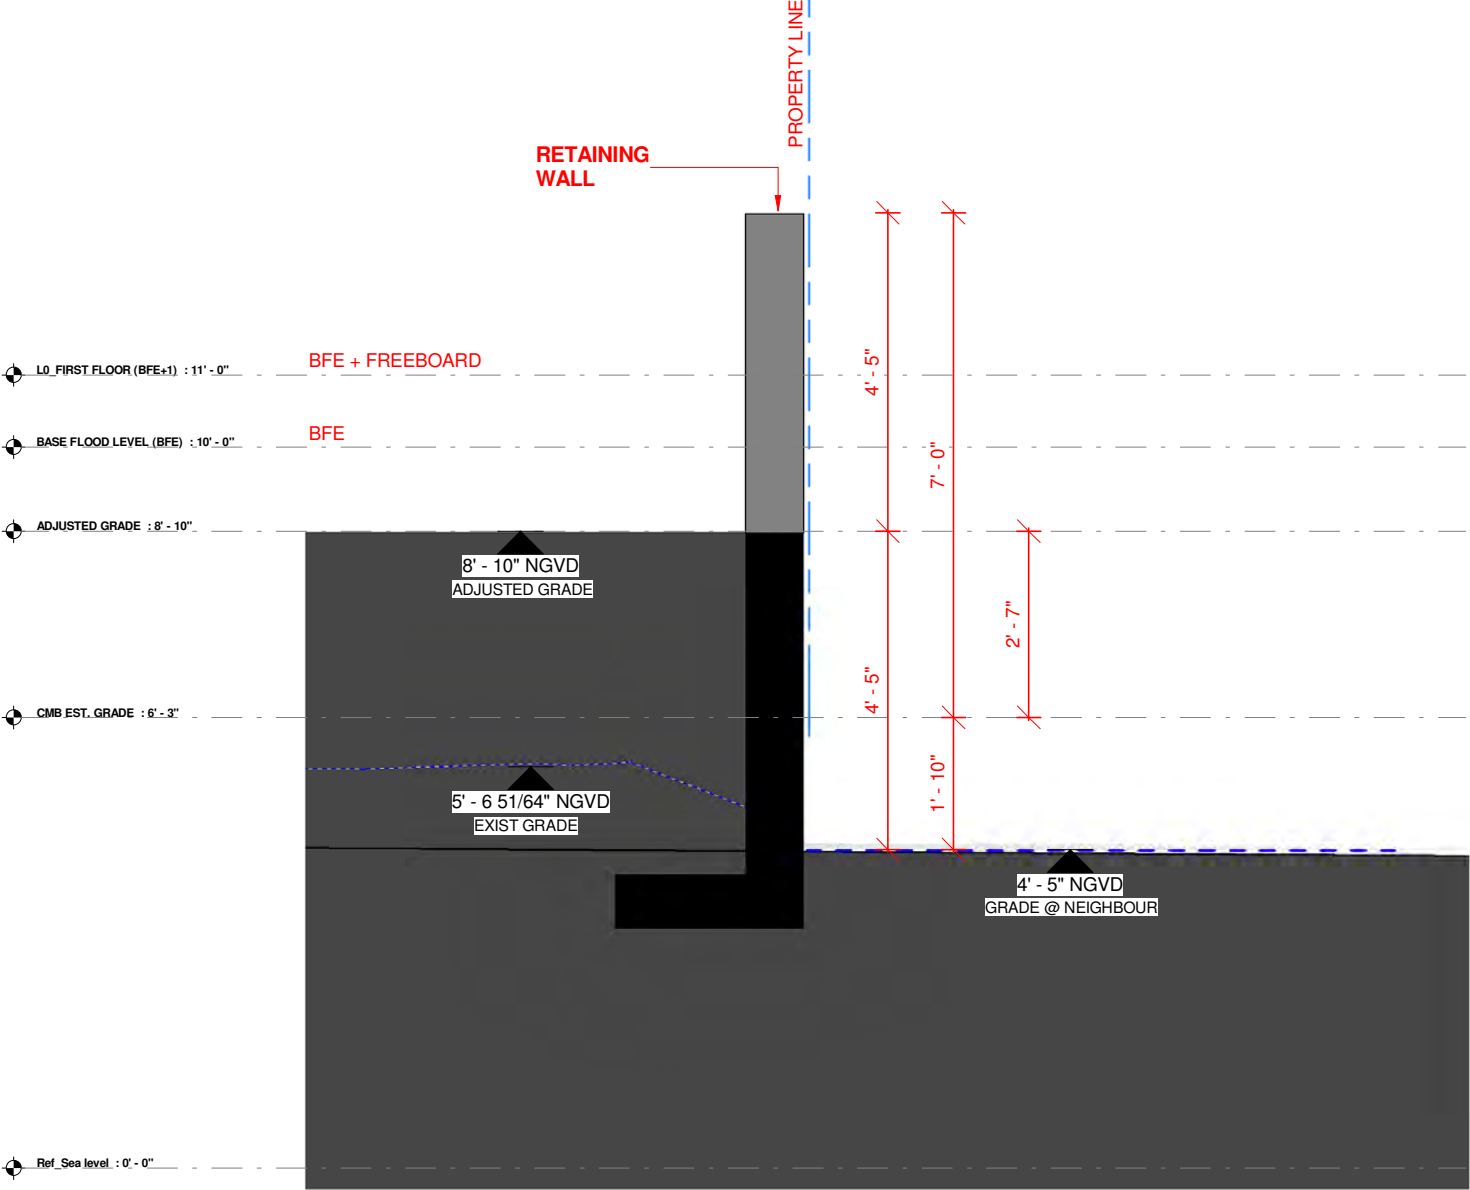 PROPERTY LINE
RETAINING
WALL
L0_FIRST FLOOR (BFE+1) : 11' - 0"
BFE + FREEBOARD
4' - 5"
BASE FLOOD LEVEL (BFE) : 10' - 0"
BFE
7' - 0"
ADJUSTED GRADE : 8' - 10"
8' - 10" NGVD
ADJUSTED GRADE
2' - 7"
4' - 5"
CMB EST. GRADE : 6' - 3"
1' - 10"
5' - 6 51/64" NGVD
EXIST GRADE
4' - 5" NGVD
GRADE @ NEIGHBOUR
Ref_Sea level : 0' - 0"